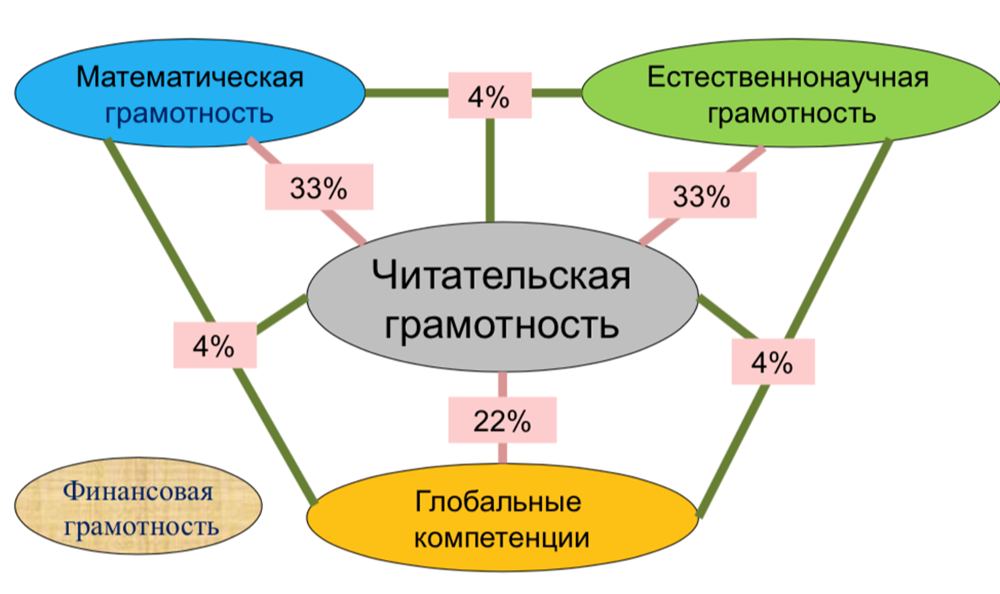 Математическая
грамотность
4%
Естественнонаучная
грамотность
33%
33%
Читательская
грамотность
4%
4%
22%
Финансовая
грамотность
Глобальные
компетенции